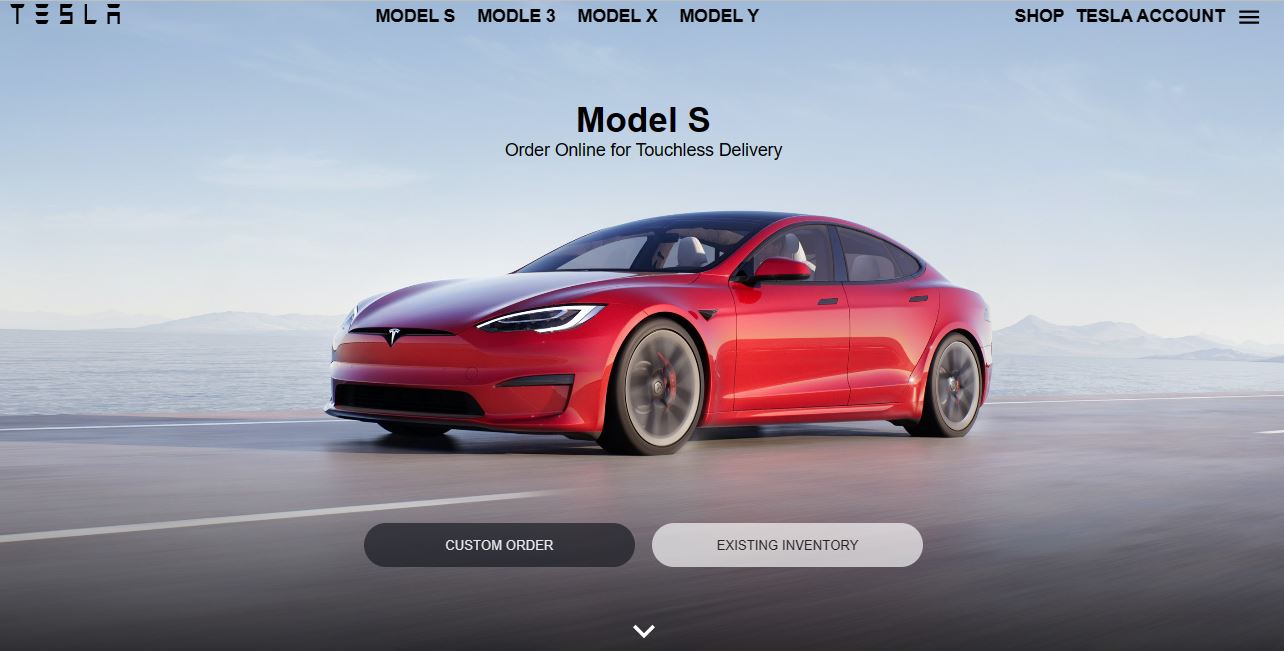 TESLA MODEL S MODLE 3 MODEL X MODEL Y SHOP TESLA ACCOUNT
Model S
Order Online for Touchless Delivery
CUSTOM ORDER EXISTING INVENTORY